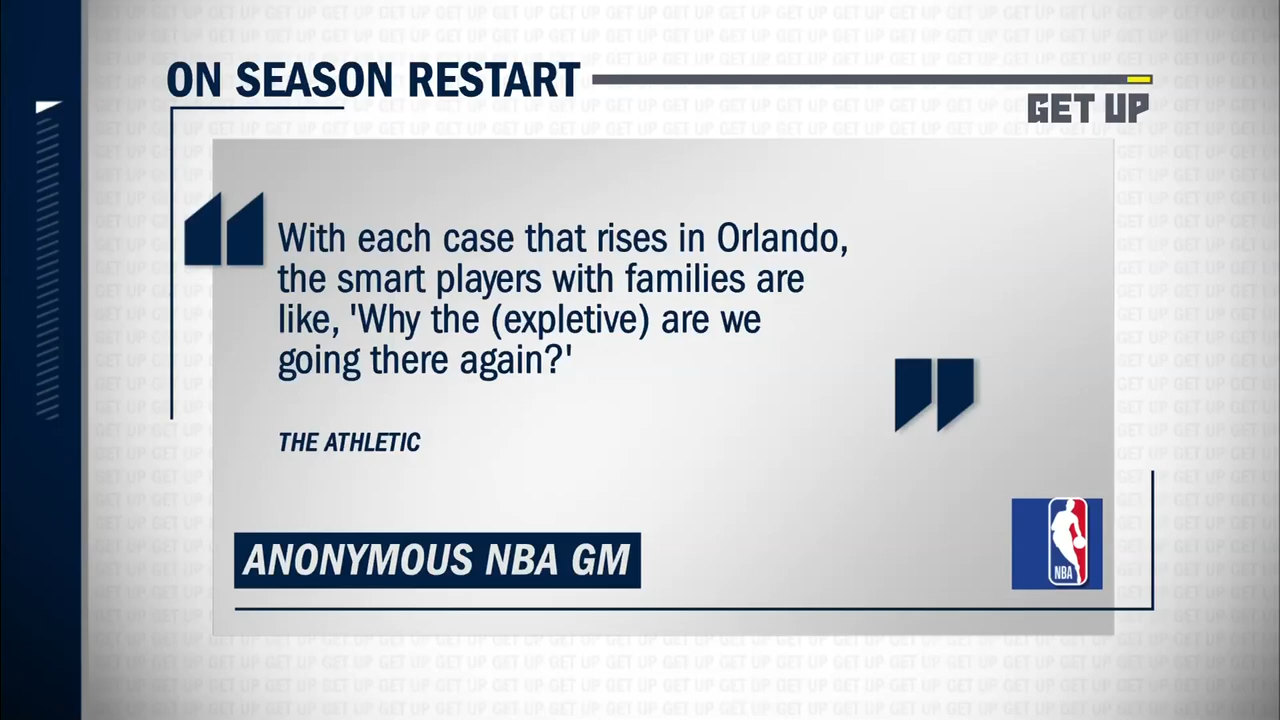 ON SEASON RESTART
GET UP
With each case that rises in Orlando,
the smart players with families are
like, 'Why the (expletive) are we
going there again?'
THE ATHLETIC
ANONYMOUS NBA GM
NBA